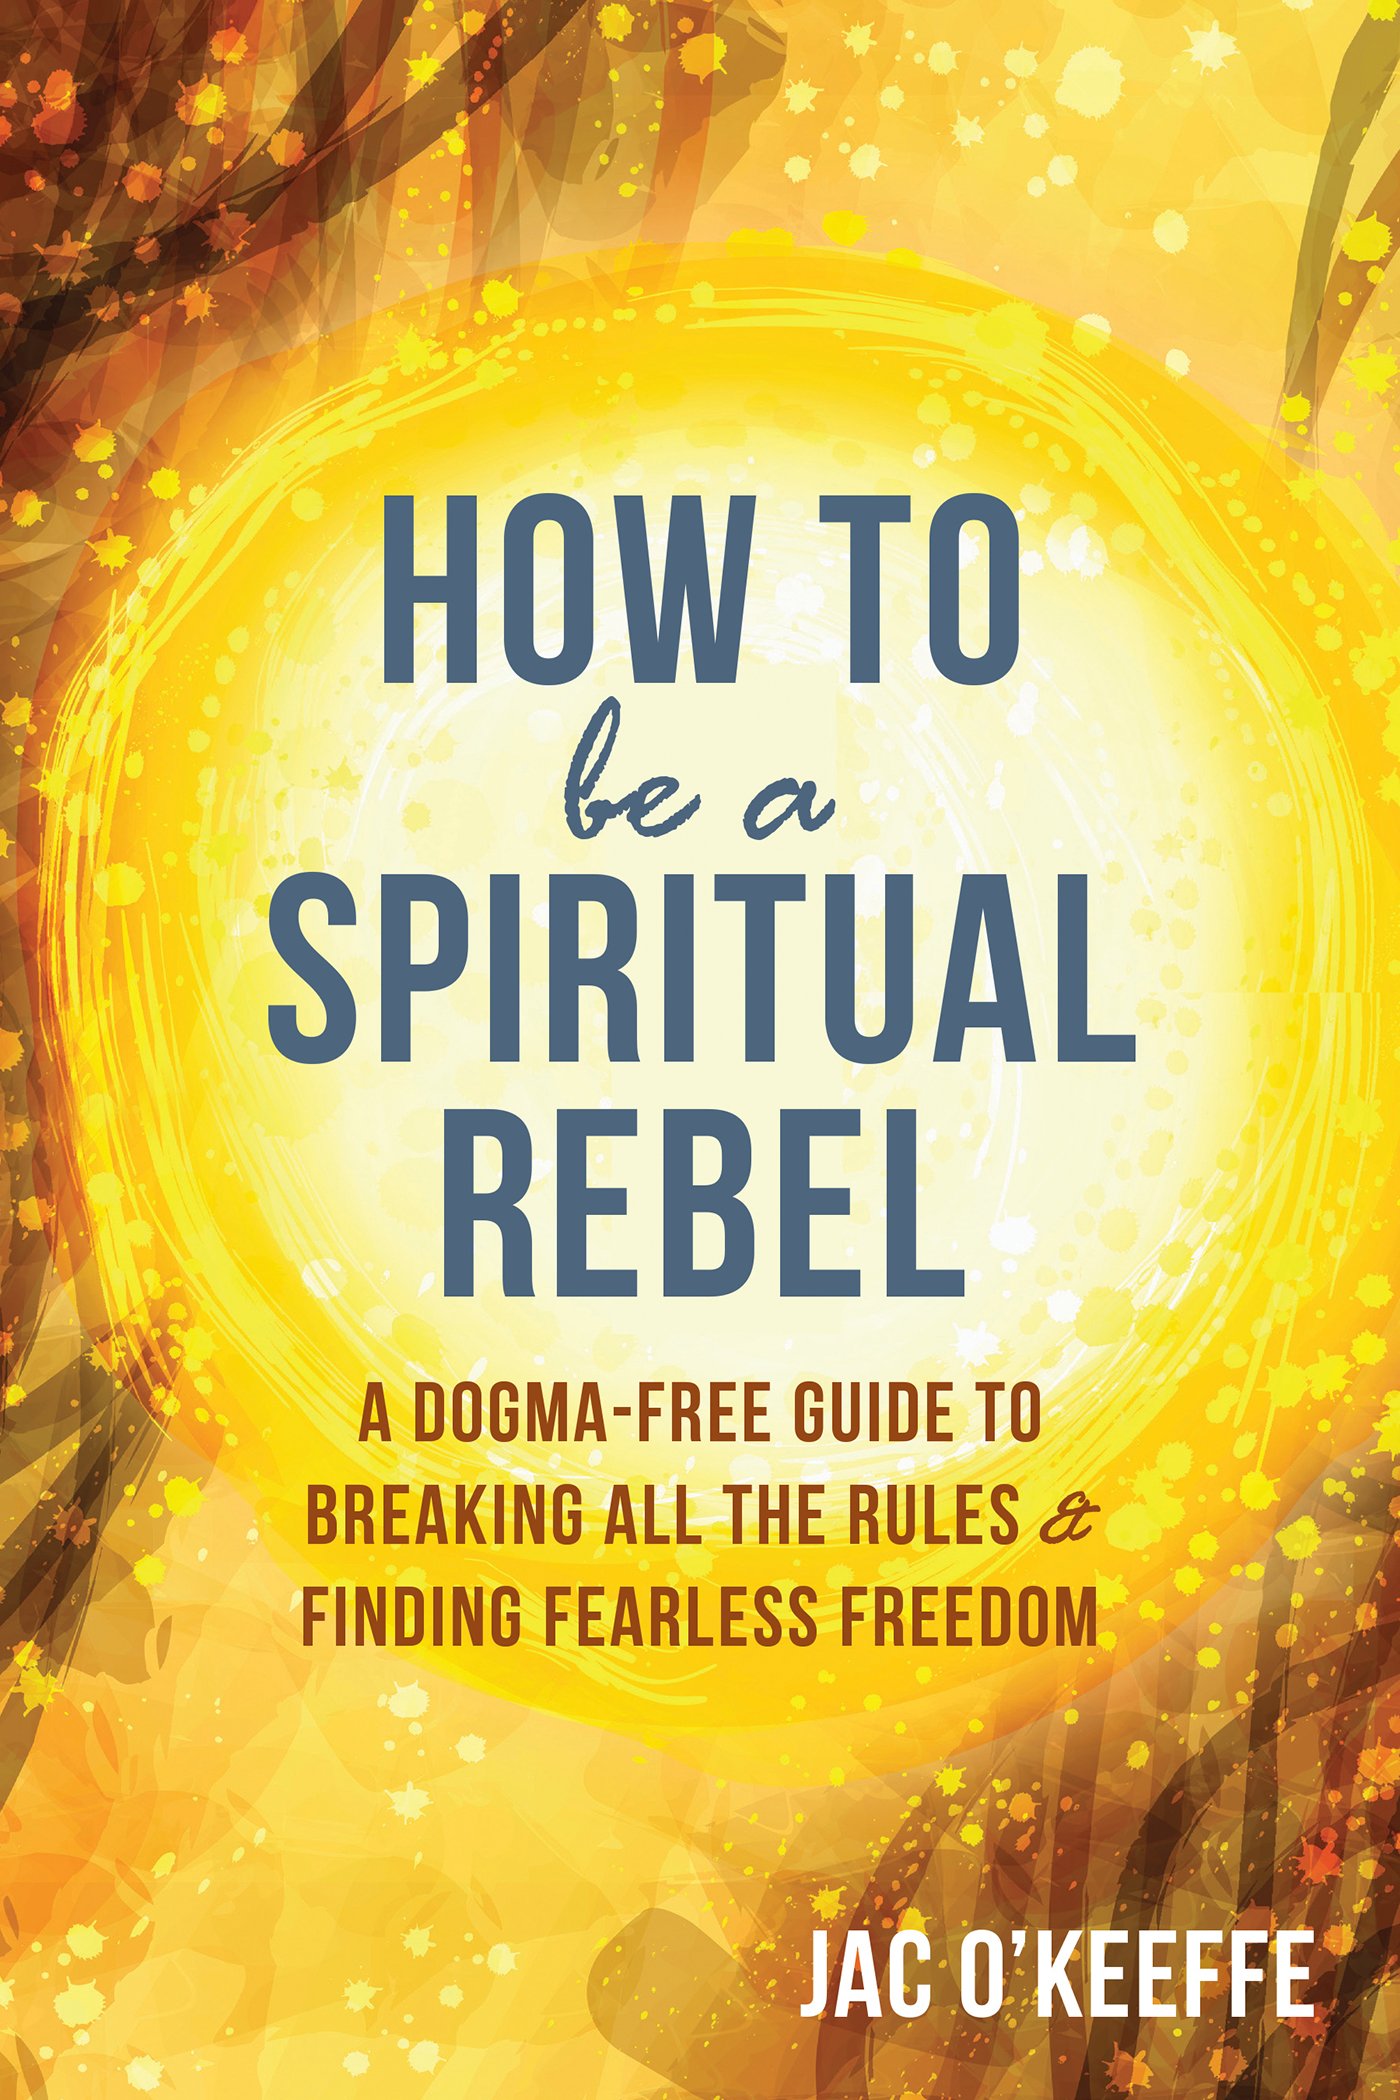 HOW TO
be a
SPIRITUAL
REBEL
A DOGMA-FREE GUIDE TO
BREAKING ALL THE RULES &
FINDING FEARLESS FREEDOM
JAC O'KEEFFE